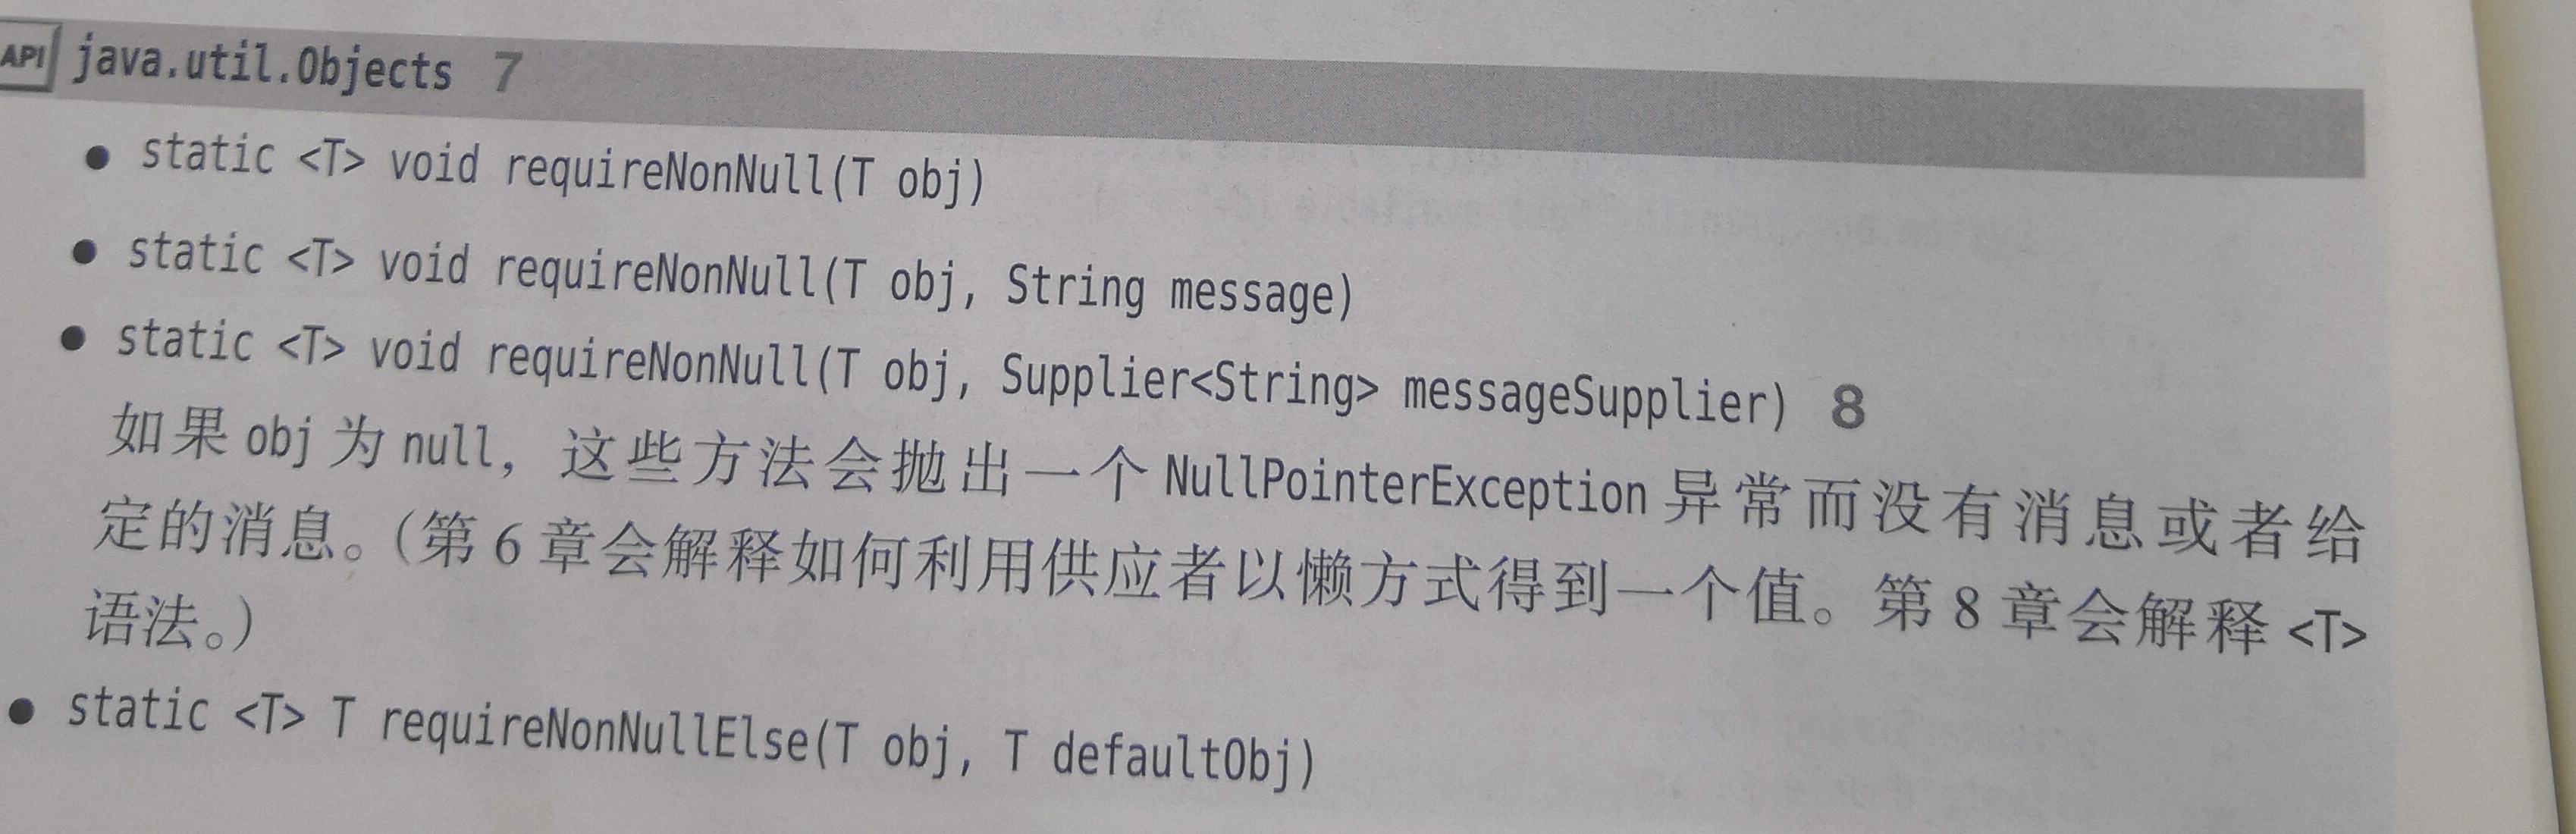 API java.util.Objects 7
● static <T> void requireNonNull(T obj)
● static <T> void requireNonNull(T obj, String message)
● static <T> void requireNonNull(T obj, Supplier<String> messageSupplier) 8
如果 obj 为 null，这些方法会抛出一个 NullPointerException 异常而没有消息或者给
定的消息。（第 6 章会解释如何利用供应者以懒方式得到一个值。第 8 章会解释 <T>
语法。）
● static <T> T requireNonNullElse(T obj, T defaultObj)